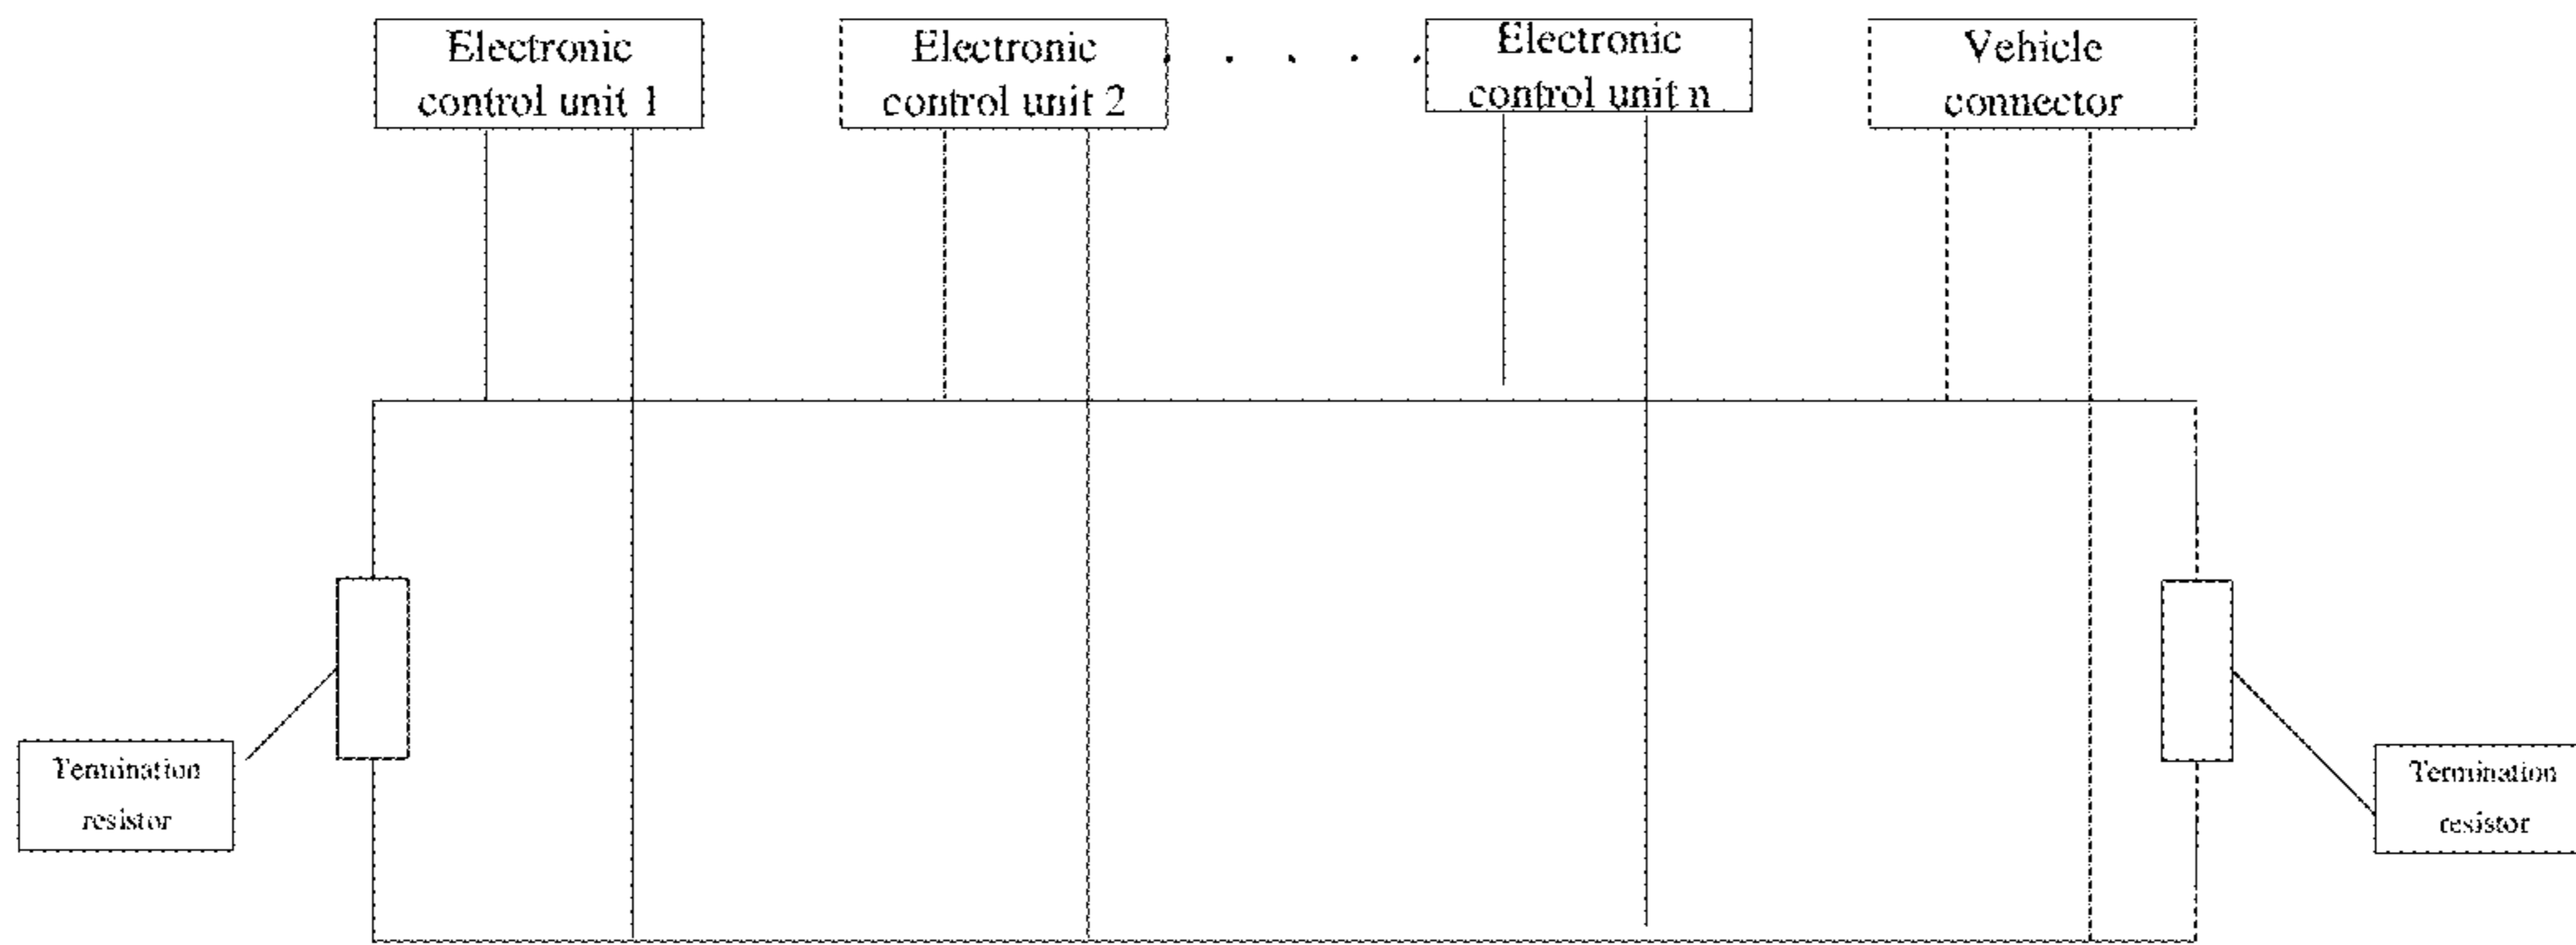 Electronic
control unit 1
Electronic
control unit 2
. . . . .
Electronic
control unit n
Vehicle
connector
Termination
resistor
Termination
resistor